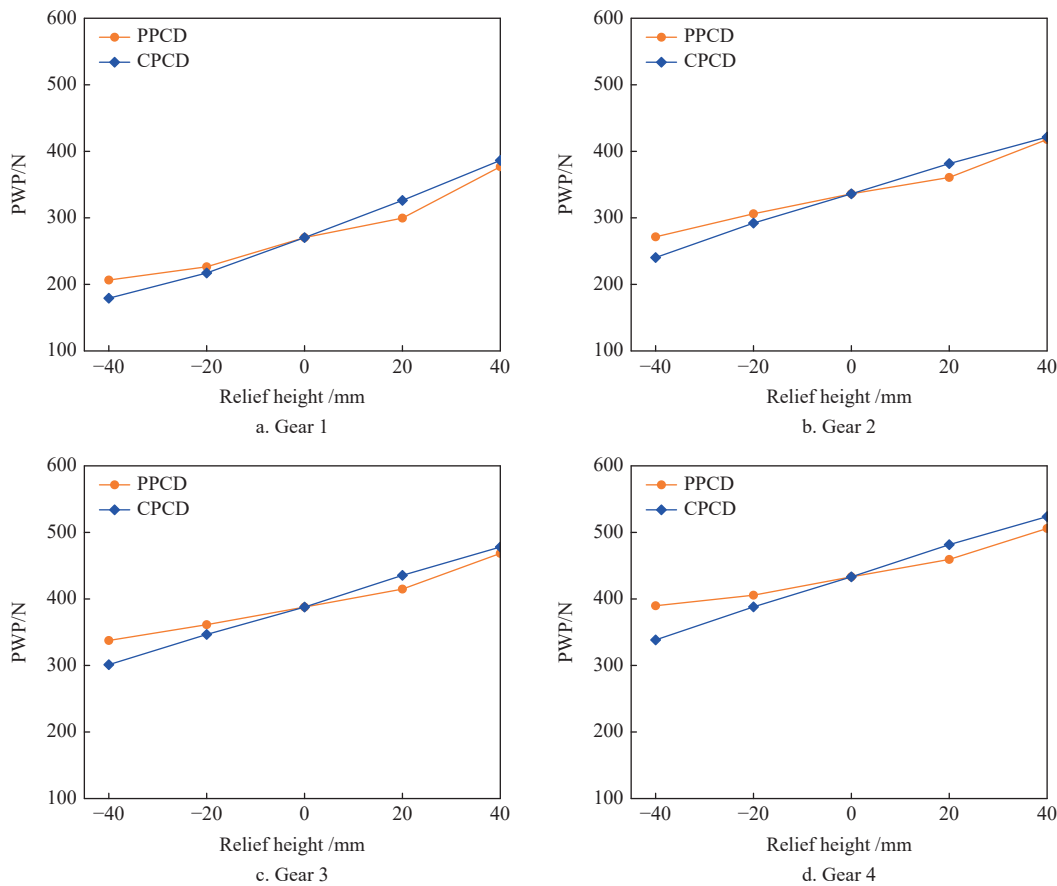 600
500
400
300
200
100
PWP/N
PPCD
CPCD
−40 −20 0 20 40
Relief height /mm
a. Gear 1
600
500
400
300
200
100
PWP/N
PPCD
CPCD
−40 −20 0 20 40
Relief height /mm
b. Gear 2
600
500
400
300
200
100
PWP/N
PPCD
CPCD
−40 −20 0 20 40
Relief height /mm
c. Gear 3
600
500
400
300
200
100
PWP/N
PPCD
CPCD
−40 −20 0 20 40
Relief height /mm
d. Gear 4